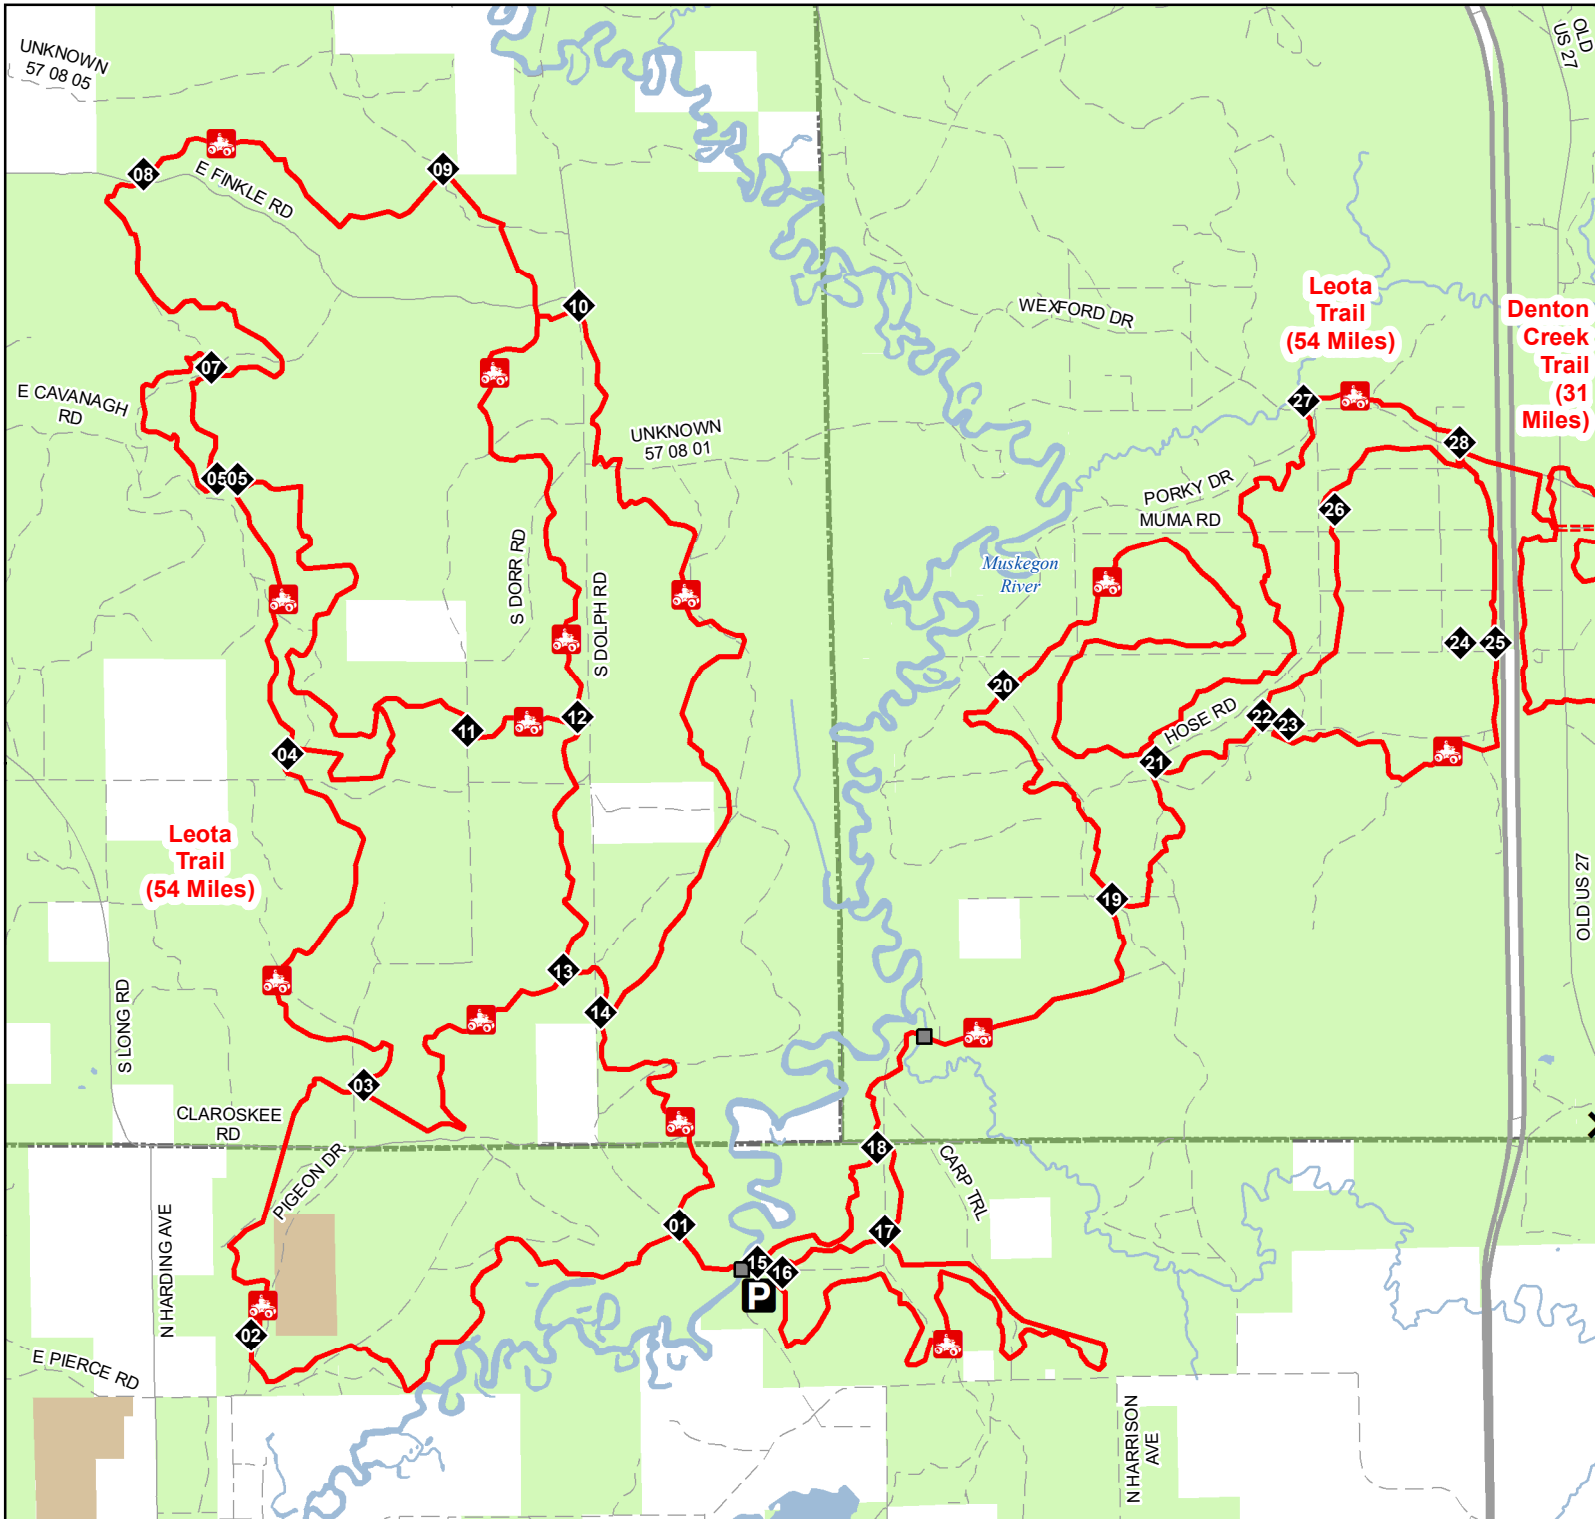 UNKNOWN
57 08 05
OLD
US 27
08
09
E FINKLE RD
10
WEXFORD DR
Leota
Trail
(54 Miles)
Denton
Creek
Trail
(31
Miles)
07
E CAVANAGH
RD
27
28
UNKNOWN
57 08 01
05
05
PORKY DR
MUMA RD
26
S DORR RD
S DOLPH RD
Muskegon
River
24
25
20
11
12
HOSE RD
22
23
04
21
Leota
Trail
(54 Miles)
19
OLD US 27
13
14
S LONG RD
03
CLAROSKEE
RD
18
PIGEON DR
CARP TRL
N HARDING AVE
01
17
15
16
P
02
E PIERCE RD
N HARRISON
AVE